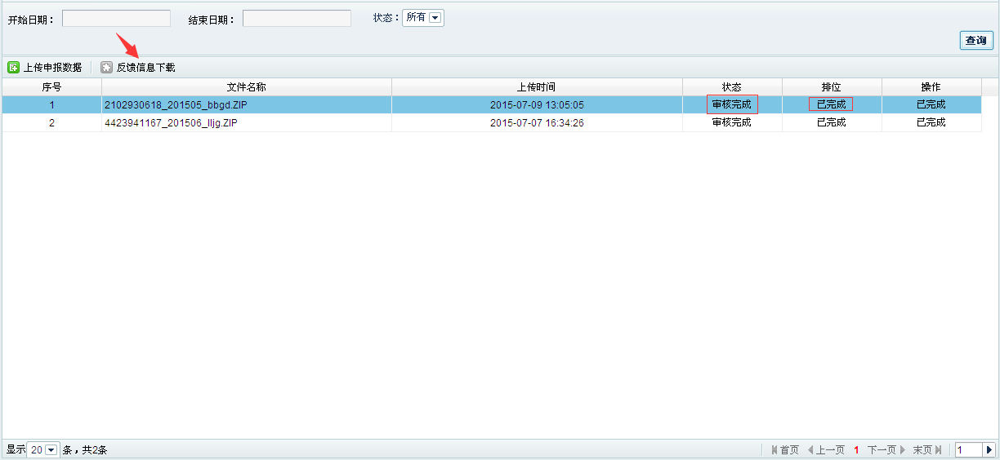 开始日期： 结束日期： 状态：所有
查询
上传申报数据 反馈信息下载
序号 文件名称 上传时间 状态 排位 操作
1 2102930618_201505_bbgd.ZIP 2015-07-09 13:05:05 审核完成 已完成 已完成
2 4423941167_201506_lljg.ZIP 2015-07-07 16:34:26 审核完成 已完成 已完成
显示 20 条，共2条 首页 上一页 1 下一页 末页 1